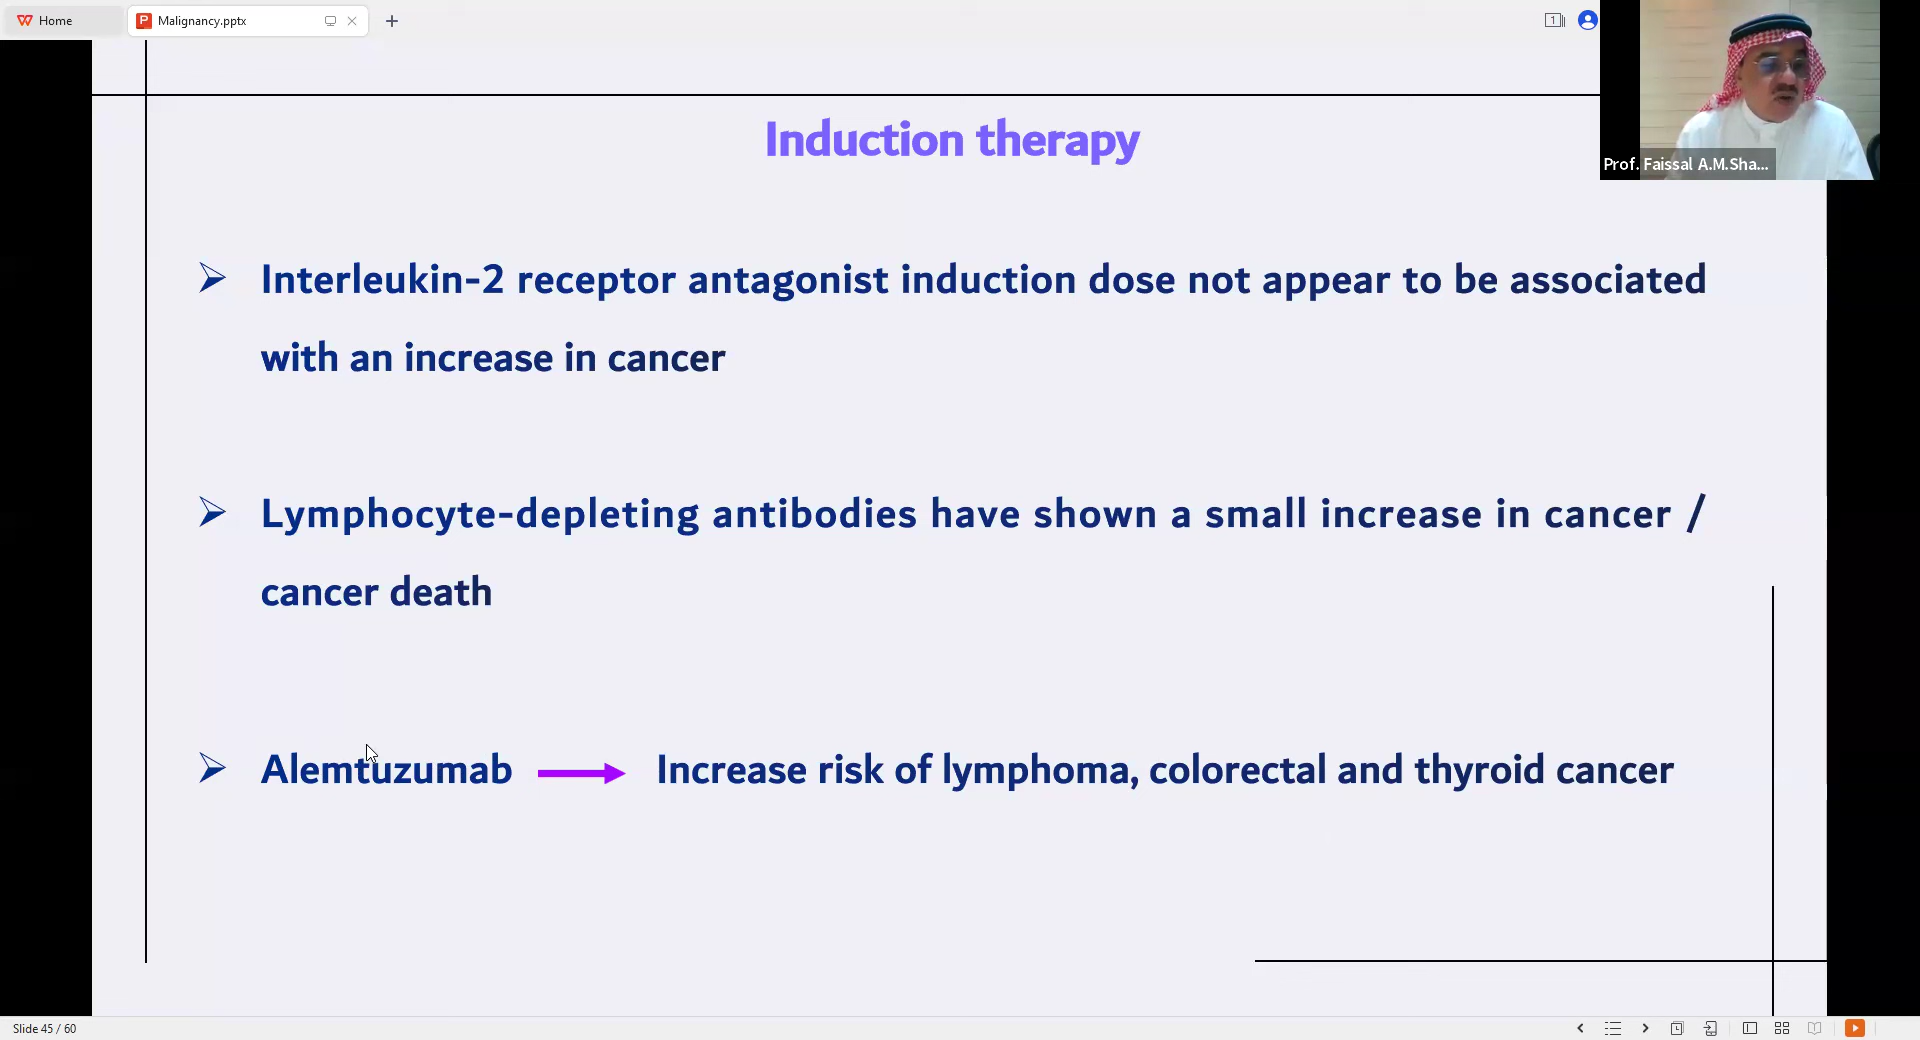 Home
Malignancy.pptx
1
Prof. Faissal A.M.Sha...
Induction therapy
Interleukin-2 receptor antagonist induction dose not appear to be associated
with an increase in cancer
Lymphocyte-depleting antibodies have shown a small increase in cancer /
cancer death
Alemtuzumab Increase risk of lymphoma, colorectal and thyroid cancer
Slide 45 / 60